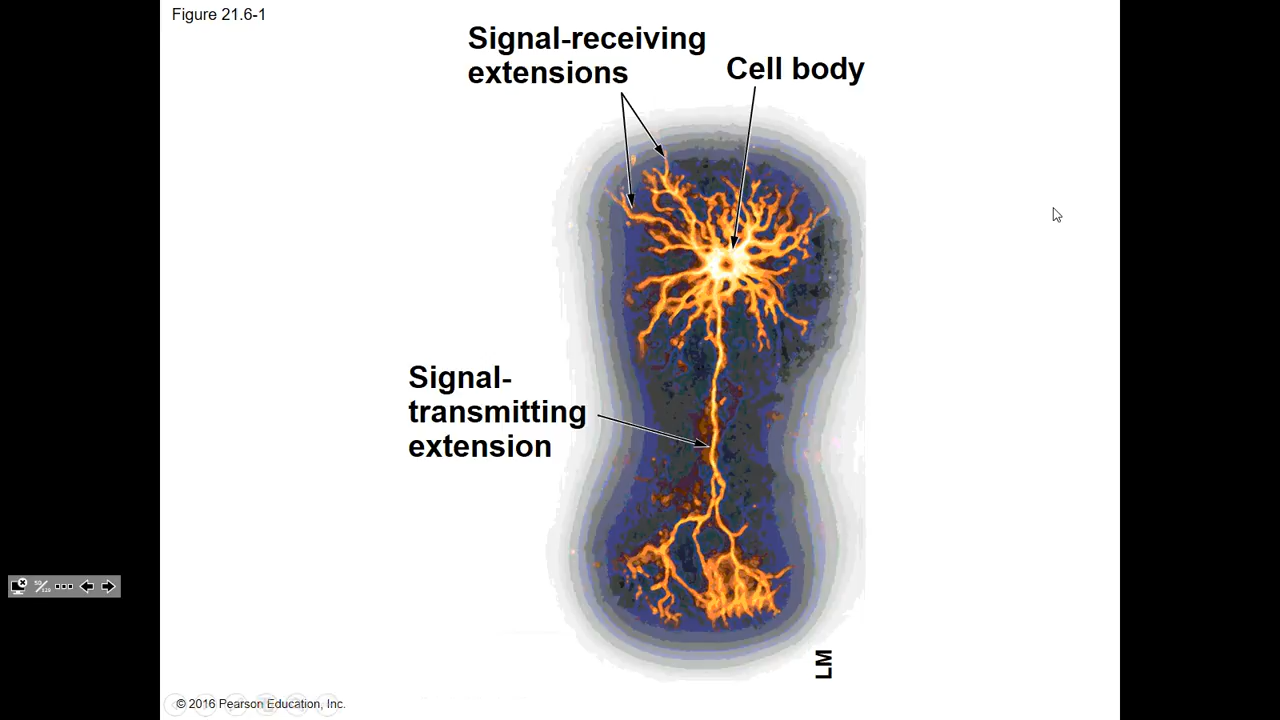 Figure 21.6-1
Signal-receiving
extensions
Cell body
Signal-
transmitting
extension
LM
© 2016 Pearson Education, Inc.